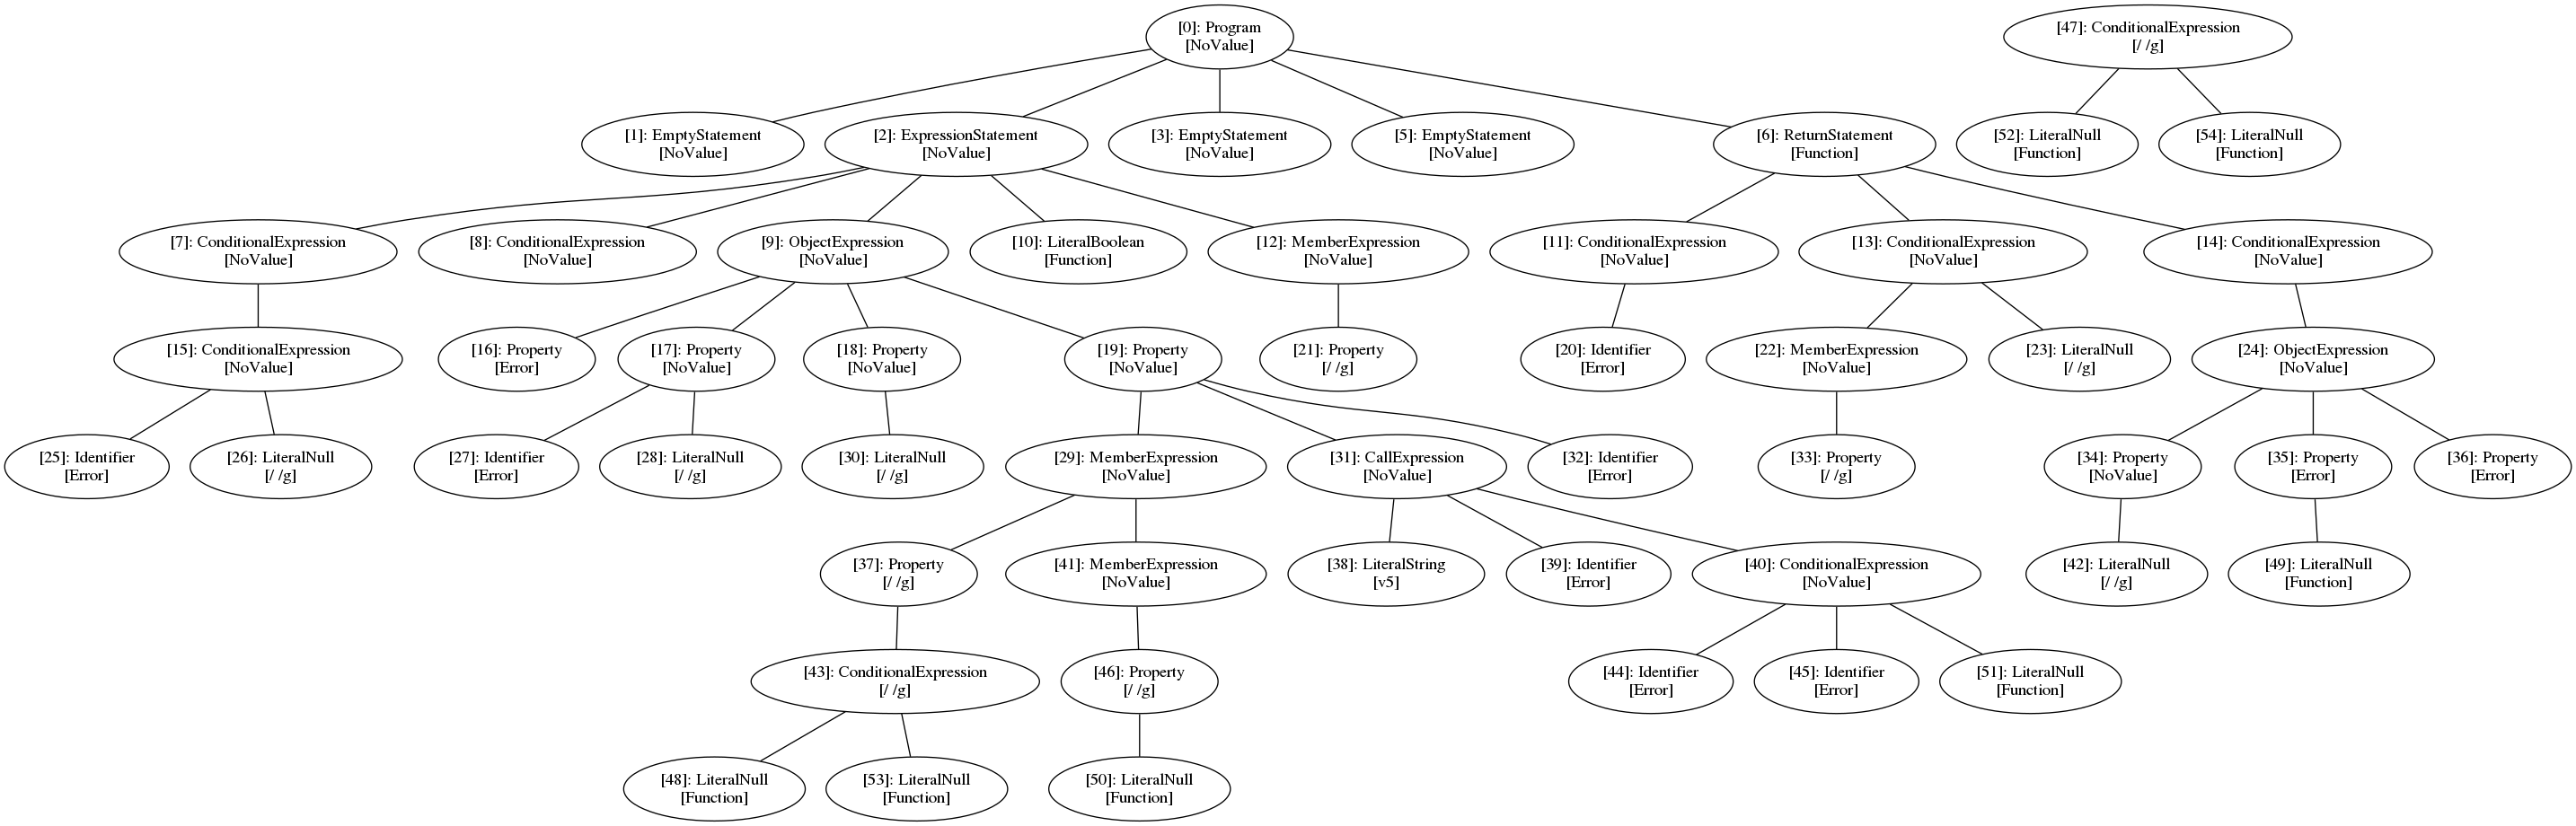 [0]: Program
[NoValue]
[47]: ConditionalExpression
[/ /g]
[1]: EmptyStatement
[NoValue]
[2]: ExpressionStatement
[NoValue]
[3]: EmptyStatement
[NoValue]
[5]: EmptyStatement
[NoValue]
[6]: ReturnStatement
[Function]
[52]: LiteralNull
[Function]
[54]: LiteralNull
[Function]
[7]: ConditionalExpression
[NoValue]
[8]: ConditionalExpression
[NoValue]
[9]: ObjectExpression
[NoValue]
[10]: LiteralBoolean
[Function]
[12]: MemberExpression
[NoValue]
[11]: ConditionalExpression
[NoValue]
[13]: ConditionalExpression
[NoValue]
[14]: ConditionalExpression
[NoValue]
[15]: ConditionalExpression
[NoValue]
[16]: Property
[Error]
[17]: Property
[NoValue]
[18]: Property
[NoValue]
[19]: Property
[NoValue]
[21]: Property
[/ /g]
[20]: Identifier
[Error]
[22]: MemberExpression
[NoValue]
[23]: LiteralNull
[/ /g]
[24]: ObjectExpression
[NoValue]
[25]: Identifier
[Error]
[26]: LiteralNull
[/ /g]
[27]: Identifier
[Error]
[28]: LiteralNull
[/ /g]
[30]: LiteralNull
[/ /g]
[29]: MemberExpression
[NoValue]
[31]: CallExpression
[NoValue]
[32]: Identifier
[Error]
[33]: Property
[/ /g]
[34]: Property
[NoValue]
[35]: Property
[Error]
[36]: Property
[Error]
[37]: Property
[/ /g]
[41]: MemberExpression
[NoValue]
[38]: LiteralString
[v5]
[39]: Identifier
[Error]
[40]: ConditionalExpression
[NoValue]
[42]: LiteralNull
[/ /g]
[49]: LiteralNull
[Function]
[43]: ConditionalExpression
[/ /g]
[46]: Property
[/ /g]
[44]: Identifier
[Error]
[45]: Identifier
[Error]
[51]: LiteralNull
[Function]
[48]: LiteralNull
[Function]
[53]: LiteralNull
[Function]
[50]: LiteralNull
[Function]